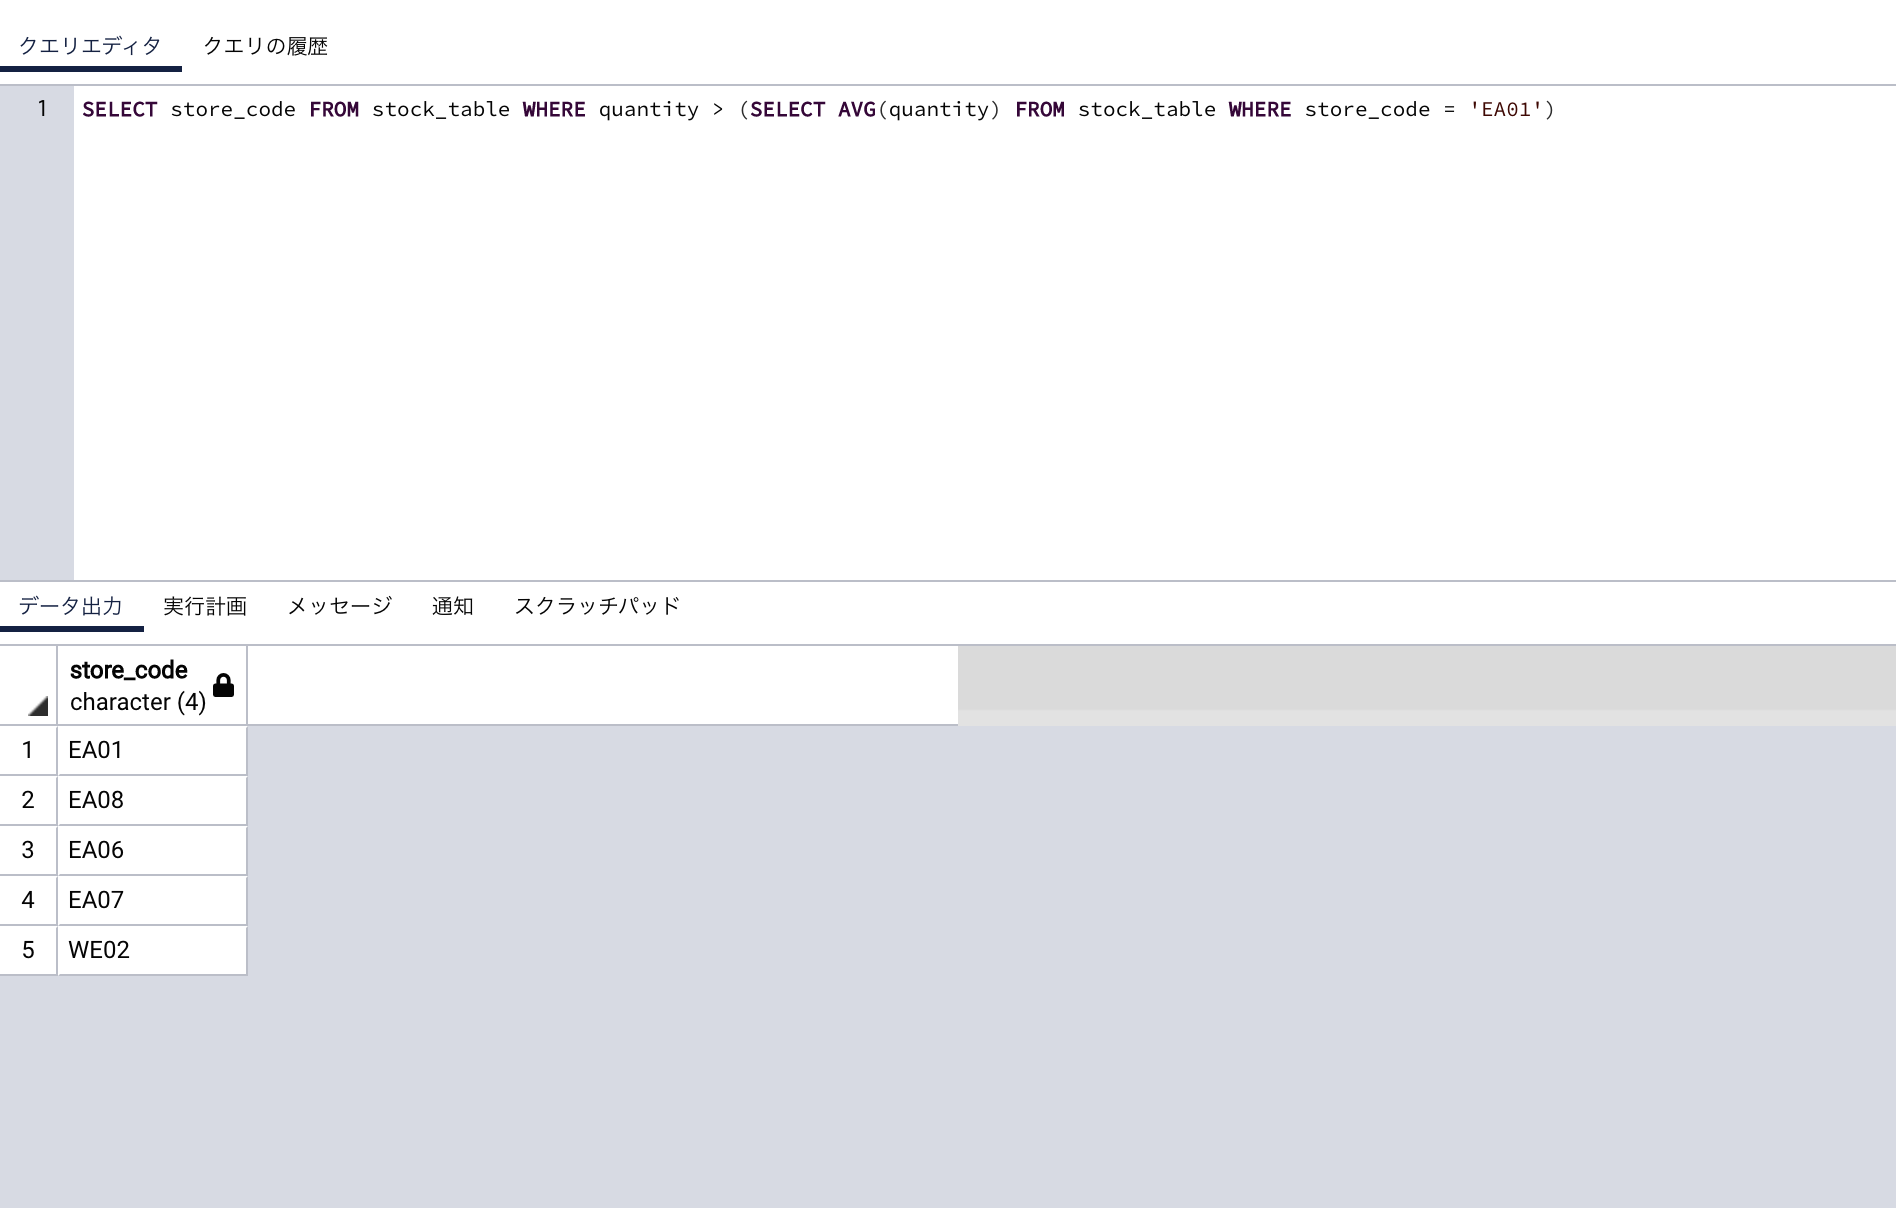 クエリエディタ クエリの履歴
1 SELECT store_code FROM stock_table WHERE quantity > (SELECT AVG(quantity) FROM stock_table WHERE store_code = 'EA01')
データ出力 実行計画 メッセージ 通知 スクラッチパッド
store_code
character (4)
1 EA01
2 EA08
3 EA06
4 EA07
5 WE02